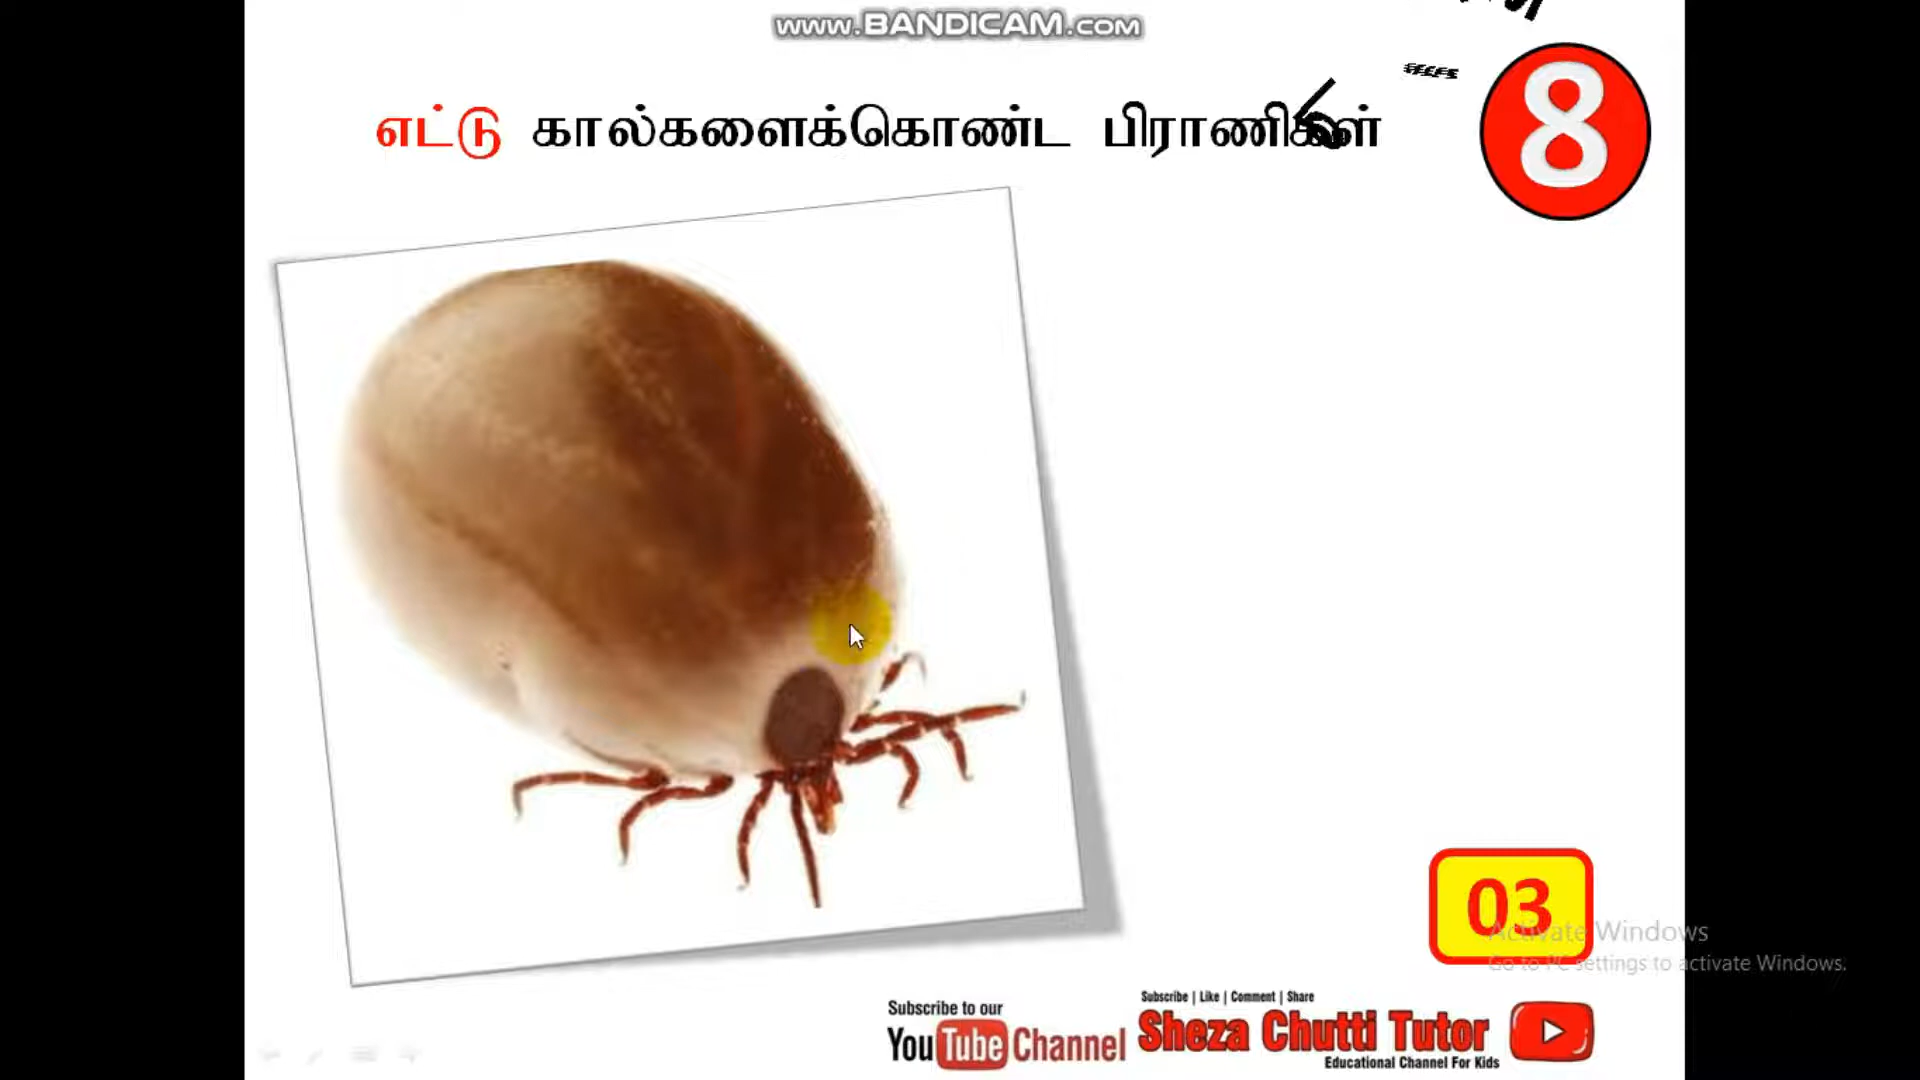 www.BANDICAM.com
எட்டு கால்களைக்கொண்ட பிராணிகள்
8
03
Activate Windows
Go to PC settings to activate Windows.
Subscribe to our
YouTube Channel
Subscribe | Like | Comment | Share
Sheza Chutti Tutor
Educational Channel For Kids